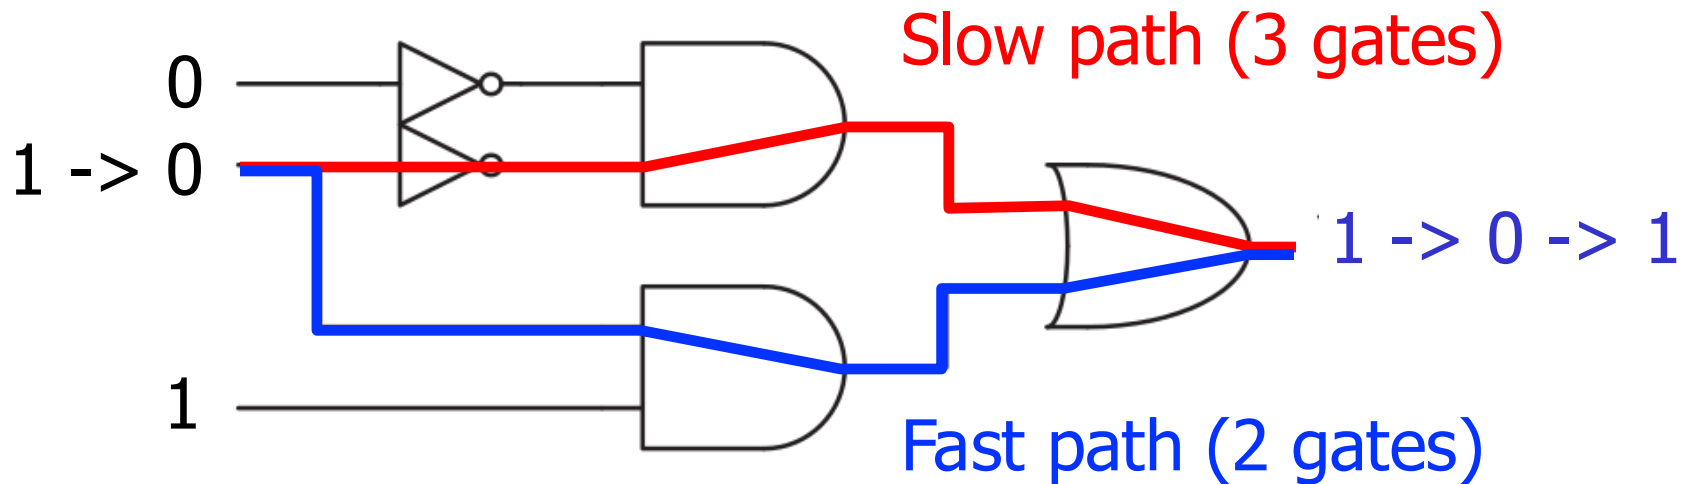 Slow path (3 gates)
0
1 -> 0
1 -> 0 -> 1
1
Fast path (2 gates)